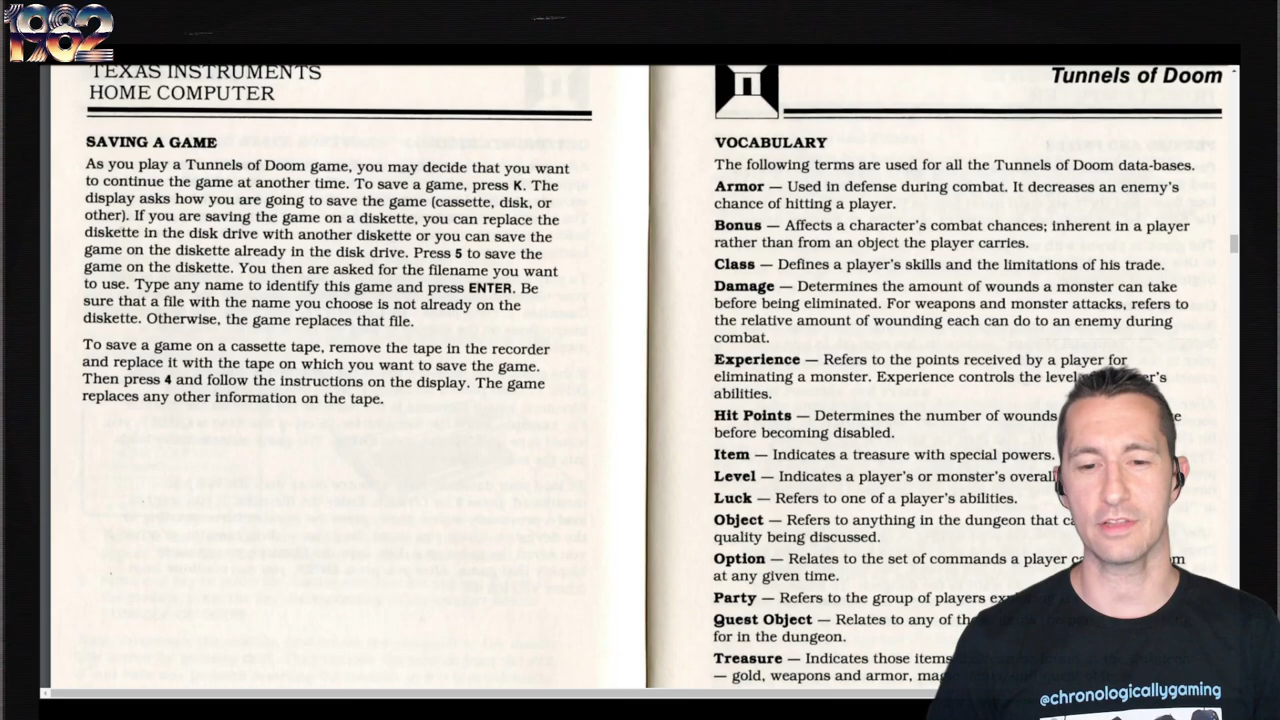 1982
TEXAS INSTRUMENTS
HOME COMPUTER
SAVING A GAME
As you play a Tunnels of Doom game, you may decide that you want
to continue the game at another time. To save a game, press K. The
display asks how you are going to save the game (cassette, disk, or
other). If you are saving the game on a diskette, you can replace the
diskette in the disk drive with another diskette or you can save the
game on the diskette already in the disk drive. Press 5 to save the
game on the diskette. You then are asked for the filename you want
to use. Type any name to identify this game and press ENTER. Be
sure that a file with the name you choose is not already on the
diskette. Otherwise, the game replaces that file.
To save a game on a cassette tape, remove the tape in the recorder
and replace it with the tape on which you want to save the game.
Then press 4 and follow the instructions on the display. The game
replaces any other information on the tape.
Tunnels of Doom
VOCABULARY
The following terms are used for all the Tunnels of Doom data-bases.
Armor — Used in defense during combat. It decreases an enemy's
chance of hitting a player.
Bonus — Affects a character's combat chances; inherent in a player
rather than from an object the player carries.
Class — Defines a player's skills and the limitations of his trade.
Damage — Determines the amount of wounds a monster can take
before being eliminated. For weapons and monster attacks, refers to
the relative amount of wounding each can do to an enemy during
combat.
Experience — Refers to the points received by a player for
eliminating a monster. Experience controls the level
abilities.
Hit Points — Determines the number of wounds
before becoming disabled.
Item — Indicates a treasure with special powers.
Level — Indicates a player's or monster's
Luck — Refers to one of a player's abilities.
Object — Refers to anything in the dungeon that
quality being discussed.
Option — Relates to the set of commands a player
at any given time.
Party — Refers to the group of players
Quest Object — Relates to any of
for in the dungeon.
Treasure — Indicates those items
— gold, weapons and armor,
@chronologicallygaming